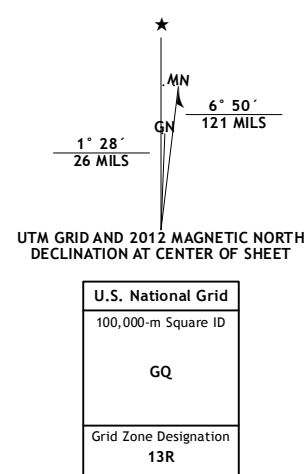 ★
MN
6° 50´
121 MILS
GN
1° 28´
26 MILS
UTM GRID AND 2012 MAGNETIC NORTH
DECLINATION AT CENTER OF SHEET
U.S. National Grid
100,000-m Square ID
GQ
Grid Zone Designation
13R